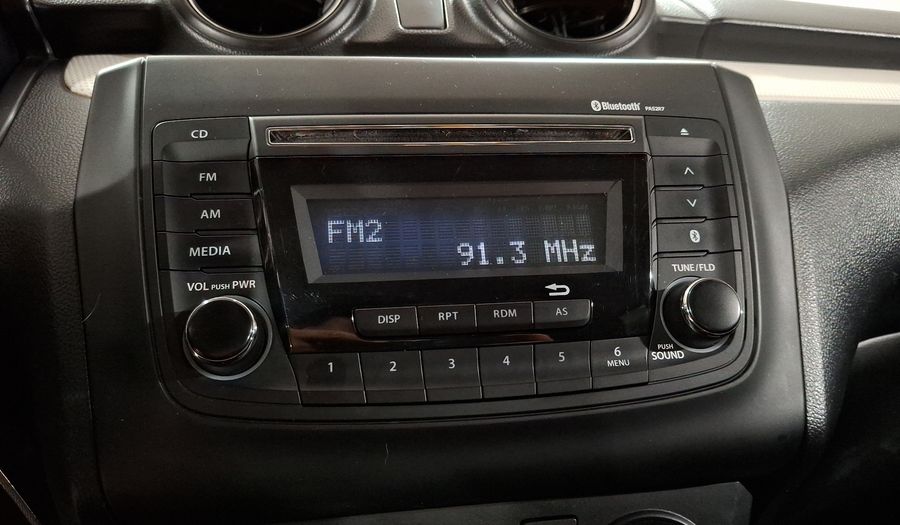 Bluetooth PAS2R7
CD
FM
AM
MEDIA
VOL PUSH PWR
FM2
91.3 MHz
DISP RPT RDM AS
1 2 3 4 5 6
MENU
TUNE/FLD
PUSH
SOUND